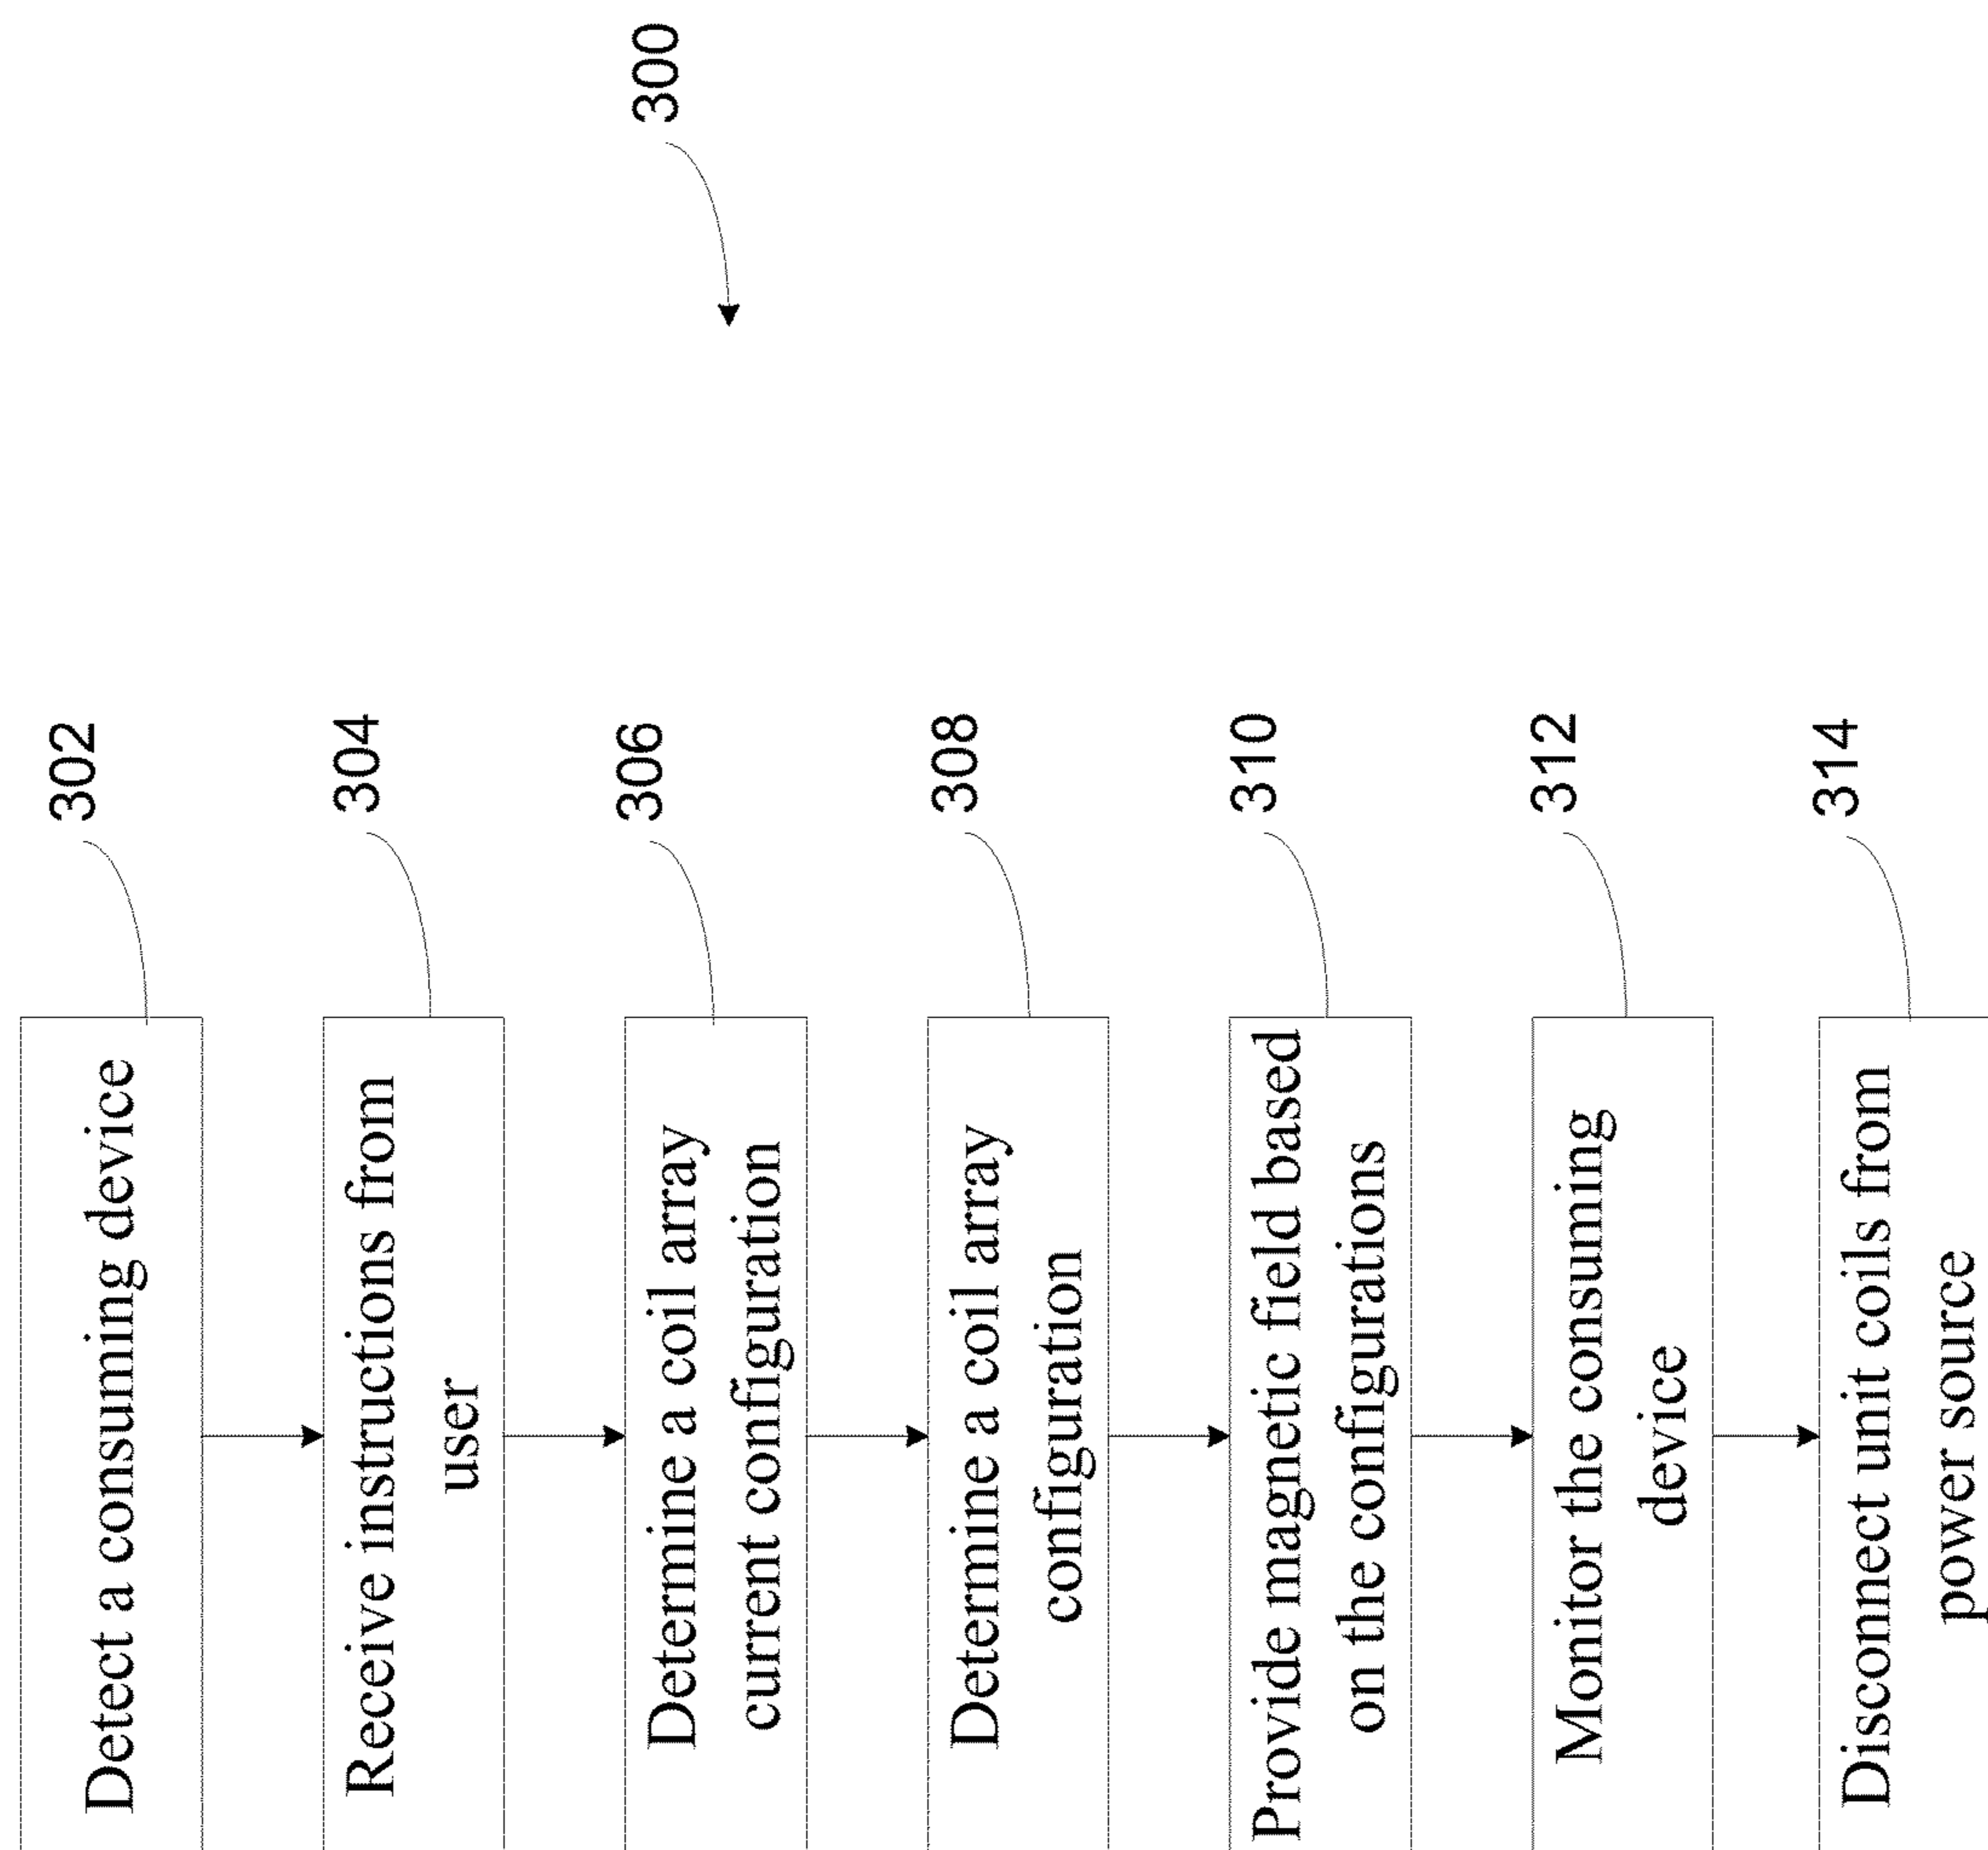 300
302
Detect a consuming device
304
Receive instructions from
user
306
Determine a coil array
current configuration
308
Determine a coil array
configuration
310
Provide magnetic field based
on the configurations
312
Monitor the consuming
device
314
Disconnect unit coils from
power source